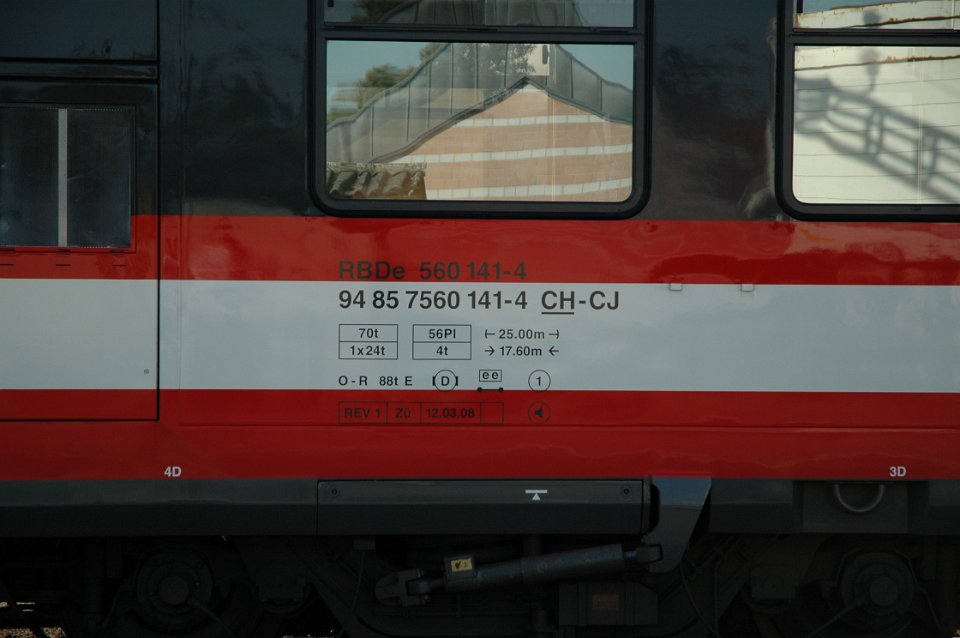 RBDe 560 141-4
94 85 7560 141-4 CH-CJ
70t 56Pl 25.00m
1x24t 4t 17.60m
O-R 88t E D ee 1
REV 1 Zü 12.03.08
4D 3D